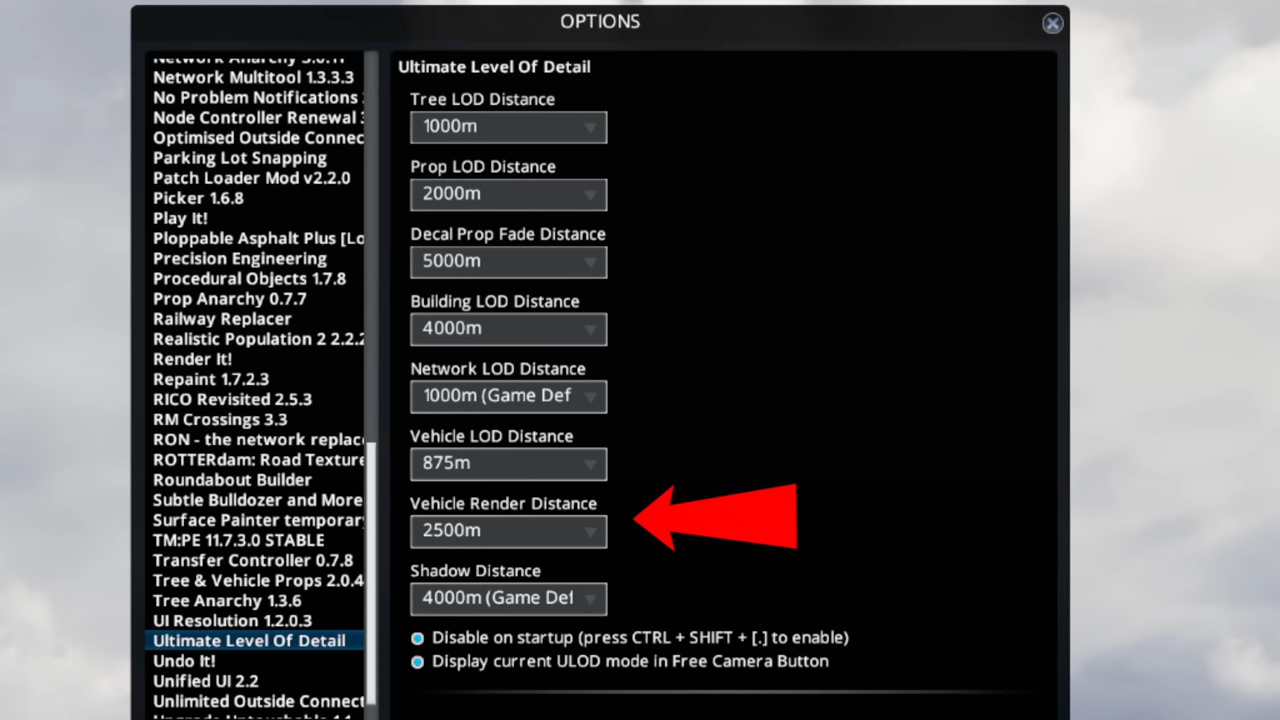 OPTIONS
Network Multitool 1.3.3.3
No Problem Notifications
Node Controller Renewal
Optimised Outside Connec
Parking Lot Snapping
Patch Loader Mod v2.2.0
Picker 1.6.8
Play It!
Ploppable Asphalt Plus [Lo
Precision Engineering
Procedural Objects 1.7.8
Prop Anarchy 0.7.7
Railway Replacer
Realistic Population 2 2.2.2
Render It!
Repaint 1.7.2.3
RICO Revisited 2.5.3
RM Crossings 3.3
RON - the network replac
ROTTERdam: Road Texture
Roundabout Builder
Subtle Bulldozer and More
Surface Painter temporar
TM:PE 11.7.3.0 STABLE
Transfer Controller 0.7.8
Tree & Vehicle Props 2.0.4
Tree Anarchy 1.3.6
UI Resolution 1.2.0.3
Ultimate Level Of Detail
Undo It!
Unified UI 2.2
Unlimited Outside Connect
Ultimate Level Of Detail
Tree LOD Distance
1000m
Prop LOD Distance
2000m
Decal Prop Fade Distance
5000m
Building LOD Distance
4000m
Network LOD Distance
1000m (Game Def
Vehicle LOD Distance
875m
Vehicle Render Distance
2500m
Shadow Distance
4000m (Game Def
Disable on startup (press CTRL + SHIFT + [.] to enable)
Display current ULOD mode in Free Camera Button